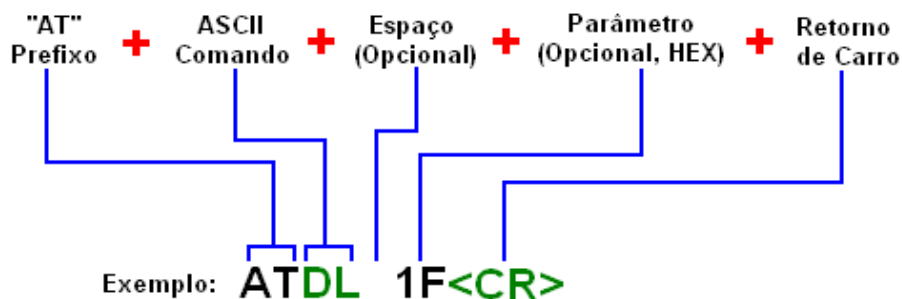 "AT" Prefixo + ASCII Comando + Espaço (Opcional) + Parâmetro (Opcional, HEX) + Retorno de Carro
Exemplo: ATDL 1F<CR>